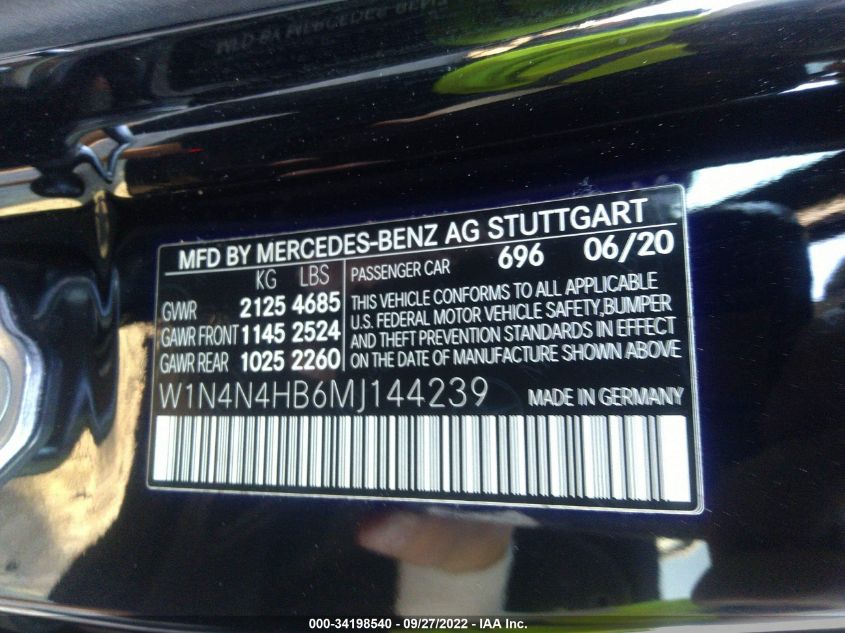 MFD BY MERCEDES-BENZ AG STUTTGART
KG LBS
GVWR 2125 4685
GAWR FRONT 1145 2524
GAWR REAR 1025 2260
PASSENGER CAR 696 06/20
THIS VEHICLE CONFORMS TO ALL APPLICABLE
U.S. FEDERAL MOTOR VEHICLE SAFETY, BUMPER
AND THEFT PREVENTION STANDARDS IN EFFECT
ON THE DATE OF MANUFACTURE SHOWN ABOVE
W1N4N4HB6MJ144239 MADE IN GERMANY
000-34198540 - 09/27/2022 - IAA Inc.